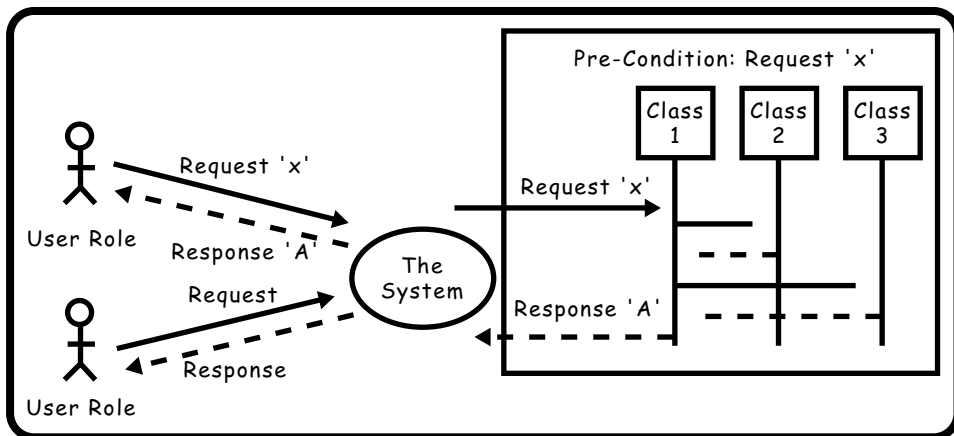 Pre-Condition: Request 'x'
Class
1
Class
2
Class
3
Request 'x'
Request 'x'
User Role
Response 'A'
The
System
Request
Response 'A'
Response
User Role